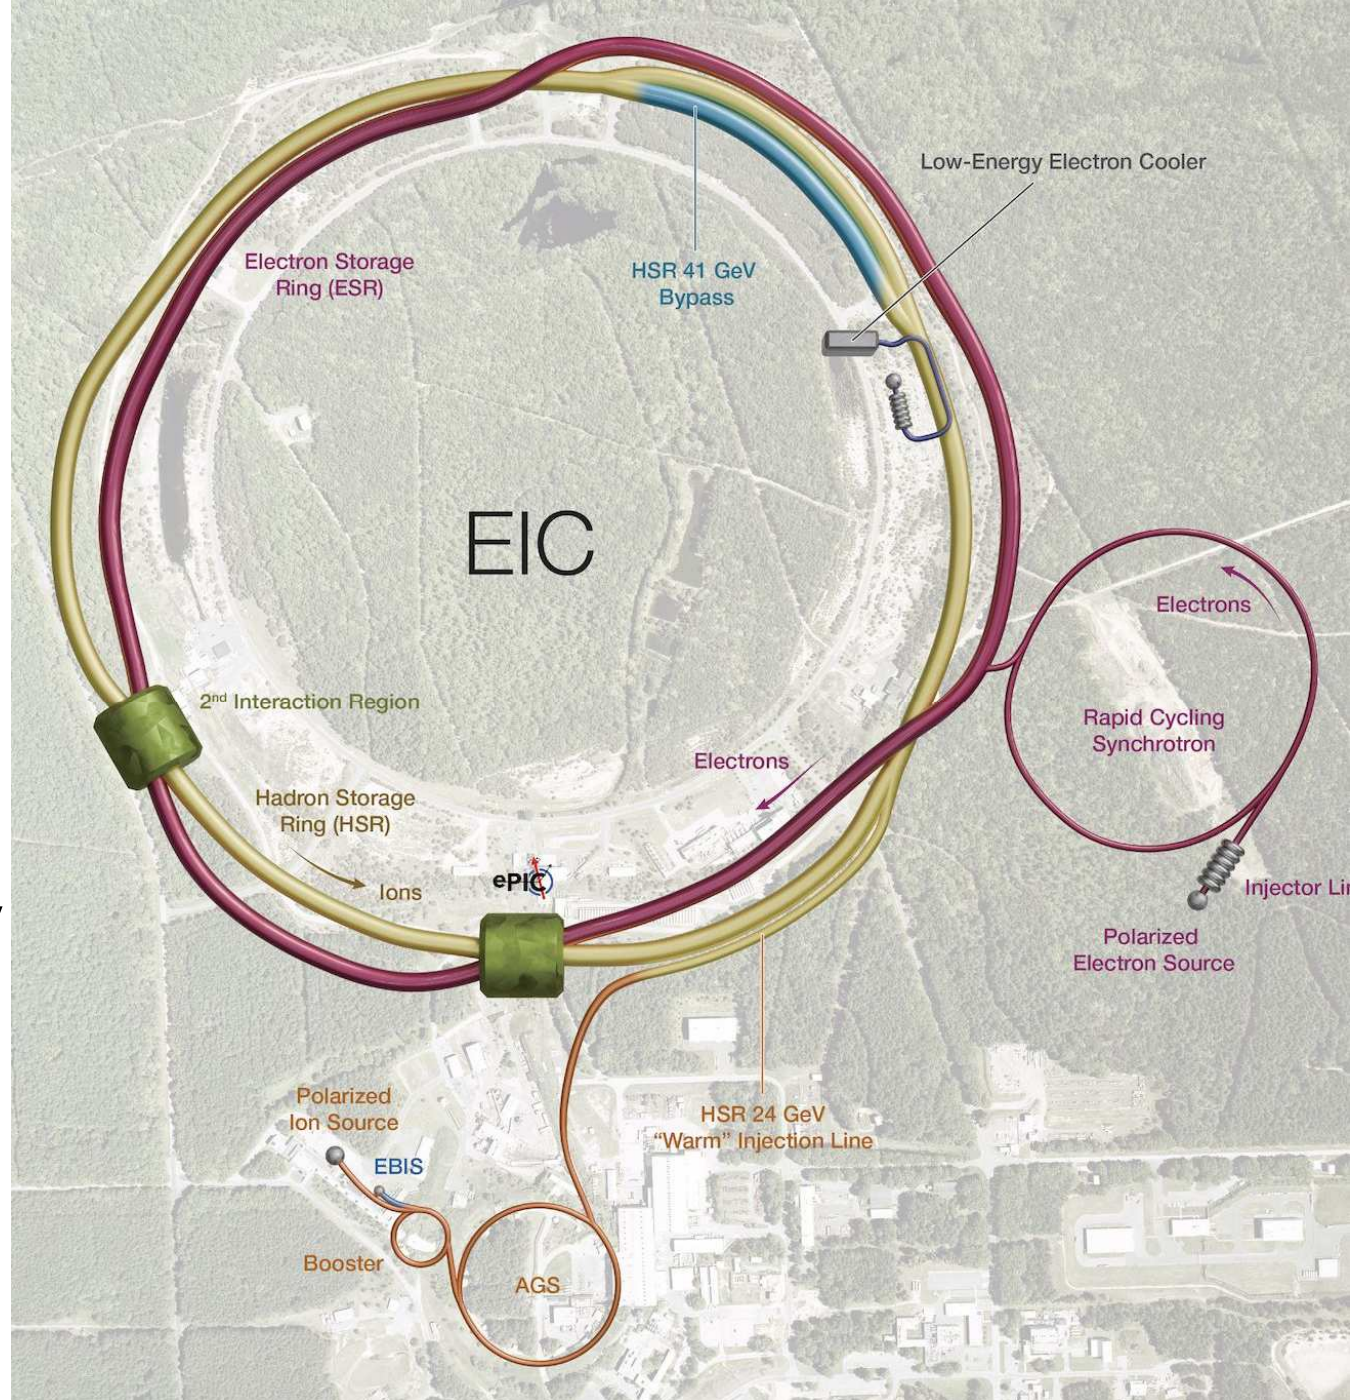 Low-Energy Electron Cooler
Electron Storage
Ring (ESR)
HSR 41 GeV
Bypass
EIC
Electrons
2nd Interaction Region
Rapid Cycling
Synchrotron
Electrons
Hadron Storage
Ring (HSR)
Ions
ePIC
Injector Li
Polarized
Electron Source
Polarized
Ion Source
HSR 24 GeV
“Warm” Injection Line
EBIS
Booster
AGS